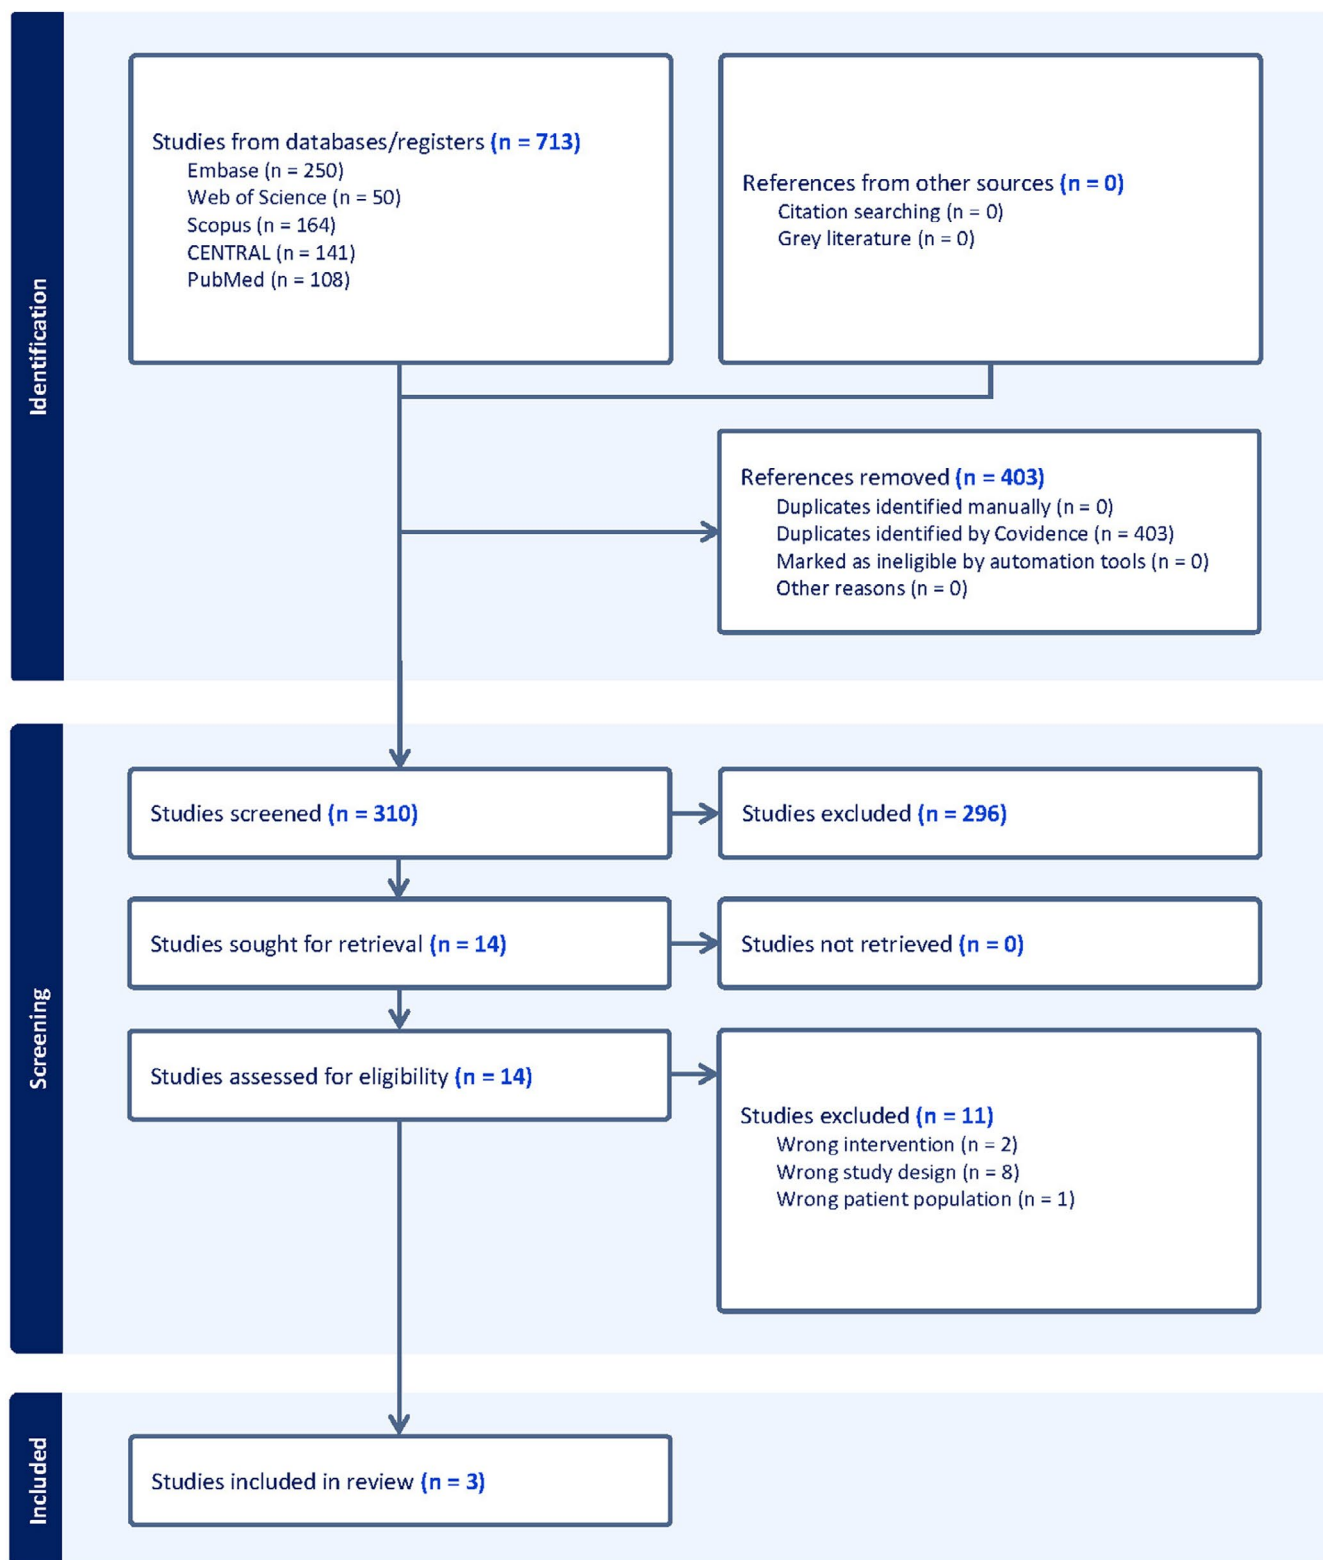 Identification
Studies from databases/registers (n = 713)
Embase (n = 250)
Web of Science (n = 50)
Scopus (n = 164)
CENTRAL (n = 141)
PubMed (n = 108)
References from other sources (n = 0)
Citation searching (n = 0)
Grey literature (n = 0)
References removed (n = 403)
Duplicates identified manually (n = 0)
Duplicates identified by Covidence (n = 403)
Marked as ineligible by automation tools (n = 0)
Other reasons (n = 0)
Screening
Studies screened (n = 310)
Studies excluded (n = 296)
Studies sought for retrieval (n = 14)
Studies not retrieved (n = 0)
Studies assessed for eligibility (n = 14)
Studies excluded (n = 11)
Wrong intervention (n = 2)
Wrong study design (n = 8)
Wrong patient population (n = 1)
Included
Studies included in review (n = 3)